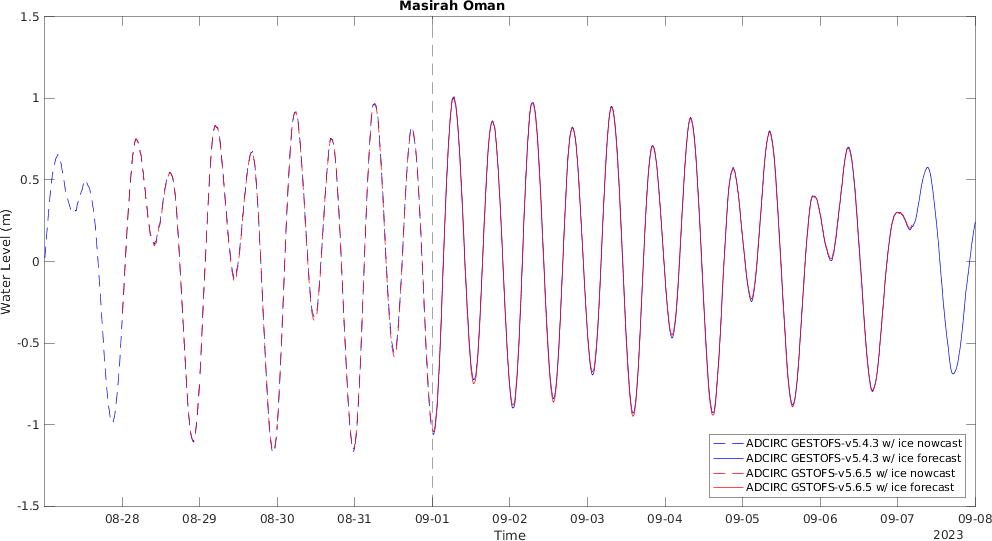 Masirah Oman
1.5
1
0.5
0
-0.5
-1
-1.5
Water Level (m)
08-28 08-29 08-30 08-31 09-01 09-02 09-03 09-04 09-05 09-06 09-07 09-08
Time
2023
ADCIRC GESTOFS-v5.4.3 w/ ice nowcast
ADCIRC GESTOFS-v5.4.3 w/ ice forecast
ADCIRC GSTOFS-v5.6.5 w/ ice nowcast
ADCIRC GSTOFS-v5.6.5 w/ ice forecast